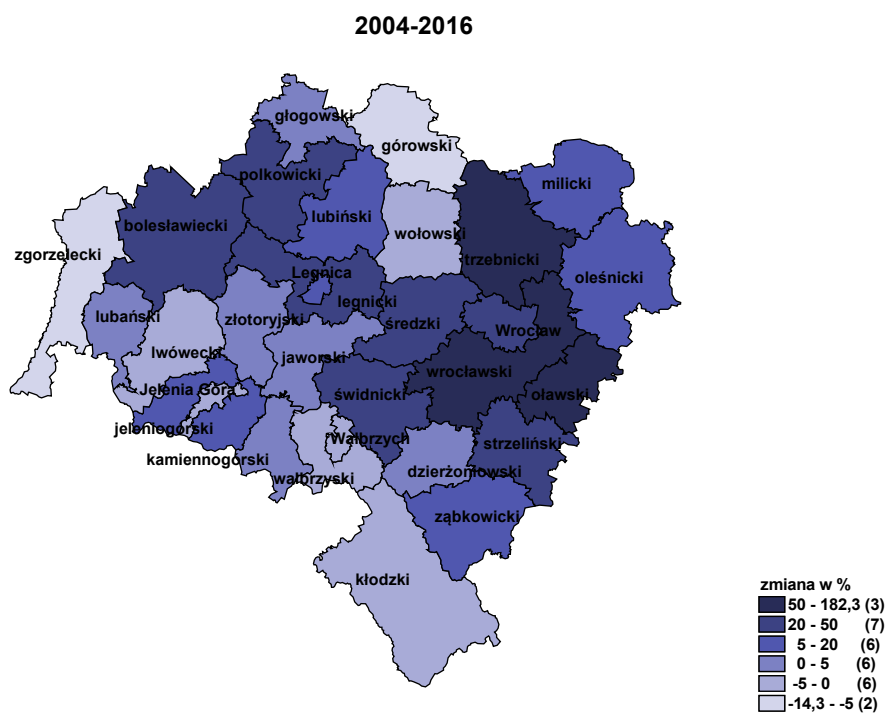 2004-2016
głogowski
górowski
polkowicki
milicki
lubiński
bolesławiecki
wołowski
zgorzelecki
trzebnicki
Legnica
oleśnicki
legnicki
lubański
złotoryjski
średzki
Wrocław
lwówecki
jaworski
wrocławski
Jelenia Góra
świdnicki
oławski
jeleniogórski
Wałbrzych
strzeliński
kamiennogórski
dzierżoniowski
wałbrzyski
ząbkowicki
kłodzki
zmiana w %
50 - 182,3 (3)
20 - 50 (7)
5 - 20 (6)
0 - 5 (6)
-5 - 0 (6)
-14,3 - -5 (2)